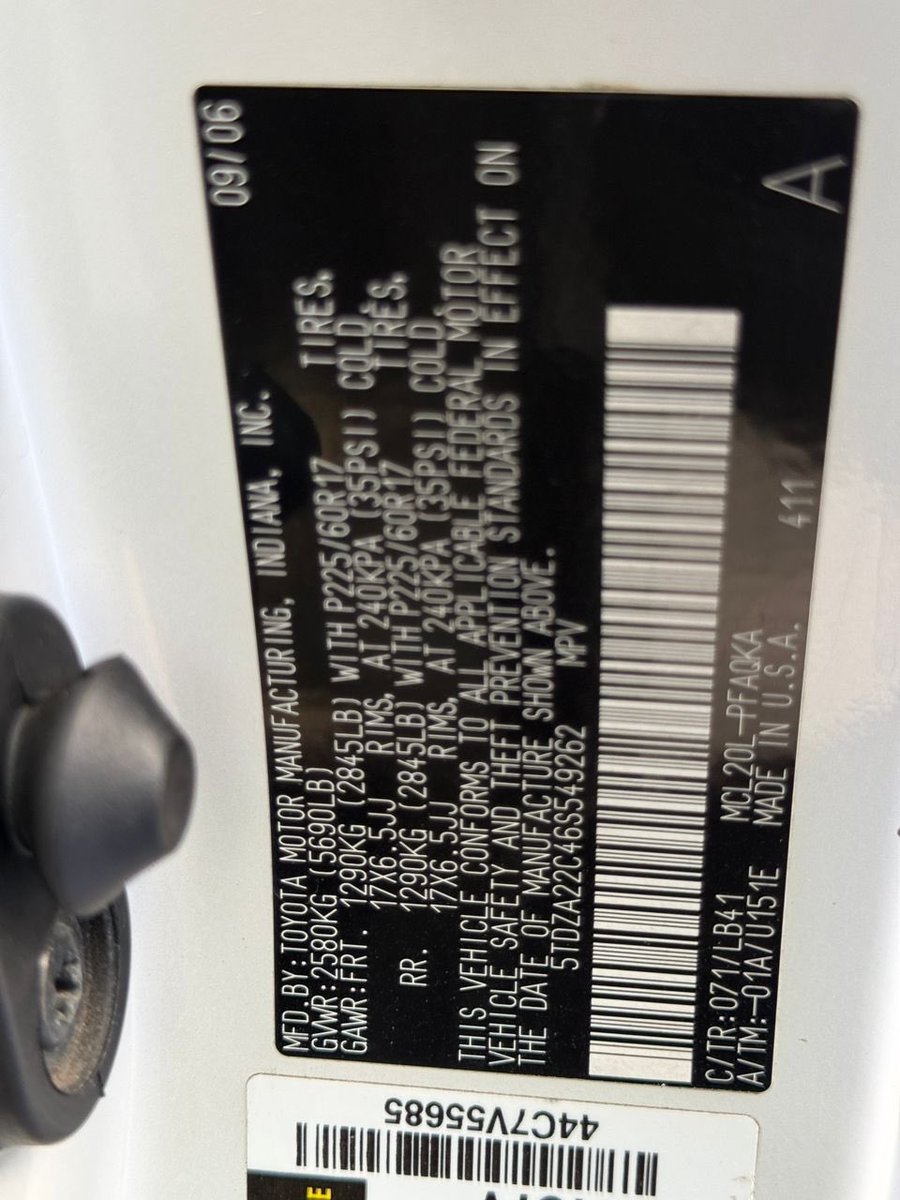 MFD.BY:TOYOTA MOTOR MANUFACTURING, INDIANA, INC. 09/06
GVWR:2580KG (5690LB)
GAWR:FRT. 1290KG (2845LB) WITH P225/60R17 TIRES,
17X6.5JJ RIMS, AT 240KPA (35PSI) COLD
RR. 1290KG (2845LB) WITH P225/60R17 TIRES,
17X6.5JJ RIMS, AT 240KPA (35PSI) COLD
THIS VEHICLE CONFORMS TO ALL APPLICABLE FEDERAL MOTOR
VEHICLE SAFETY AND THEFT PREVENTION STANDARDS IN EFFECT ON
THE DATE OF MANUFACTURE SHOWN ABOVE.
5TDZA22C46S549262 MPV
C/TR:071/LB41 MCL20L-PFAQKA
A/TM:-01A/U151E MADE IN U.S.A. 411 A
44C7V55685